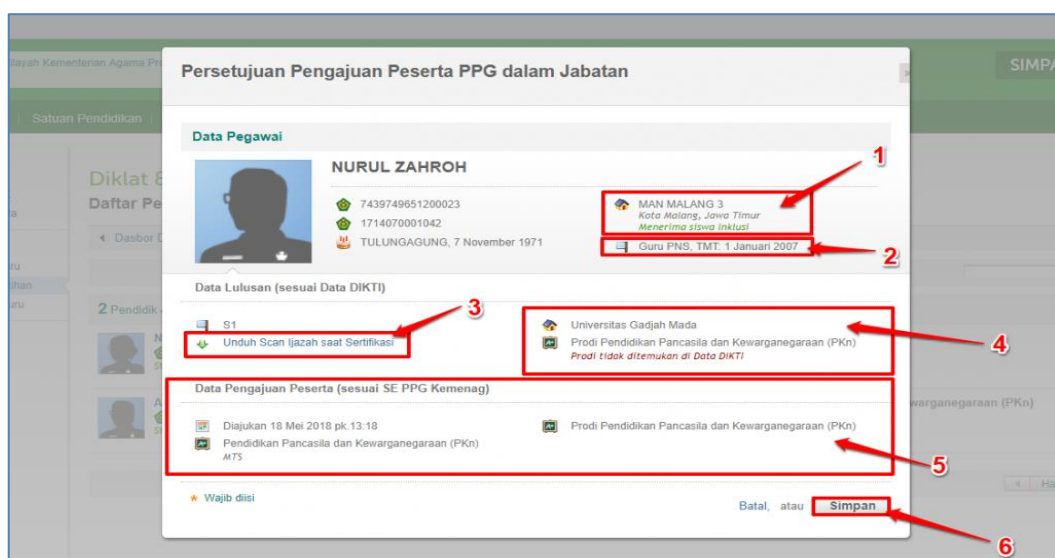 ilayah Kementerian Agama Pro
SIMPA
Satuan Pendidikan
Persetujuan Pengajuan Peserta PPG dalam Jabatan
Data Pegawai
NURUL ZAHROH
7439749651200023
1714070001042
TULUNGAGUNG, 7 November 1971
MAN MALANG 3
Kota Malang, Jawa Timur
Menerima siswa Inklusi
Guru PNS, TMT: 1 Januari 2007
1
2
Diklat
Daftar Pe
Dasbor
2 Pendidik
Data Lulusan (sesuai Data DIKTI)
S1
Unduh Scan Ijazah saat Sertifikasi
3
Universitas Gadjah Mada
Prodi Pendidikan Pancasila dan Kewarganegaraan (PKn)
Prodi tidak ditemukan di Data DIKTI
4
Data Pengajuan Peserta (sesuai SE PPG Kemenag)
Diajukan 18 Mei 2018 pk.13:18
Pendidikan Pancasila dan Kewarganegaraan (PKn)
MTS
Prodi Pendidikan Pancasila dan Kewarganegaraan (PKn)
5
warganegaraan (PKn)
* Wajib diisi
Batal, atau Simpan
6
Ha